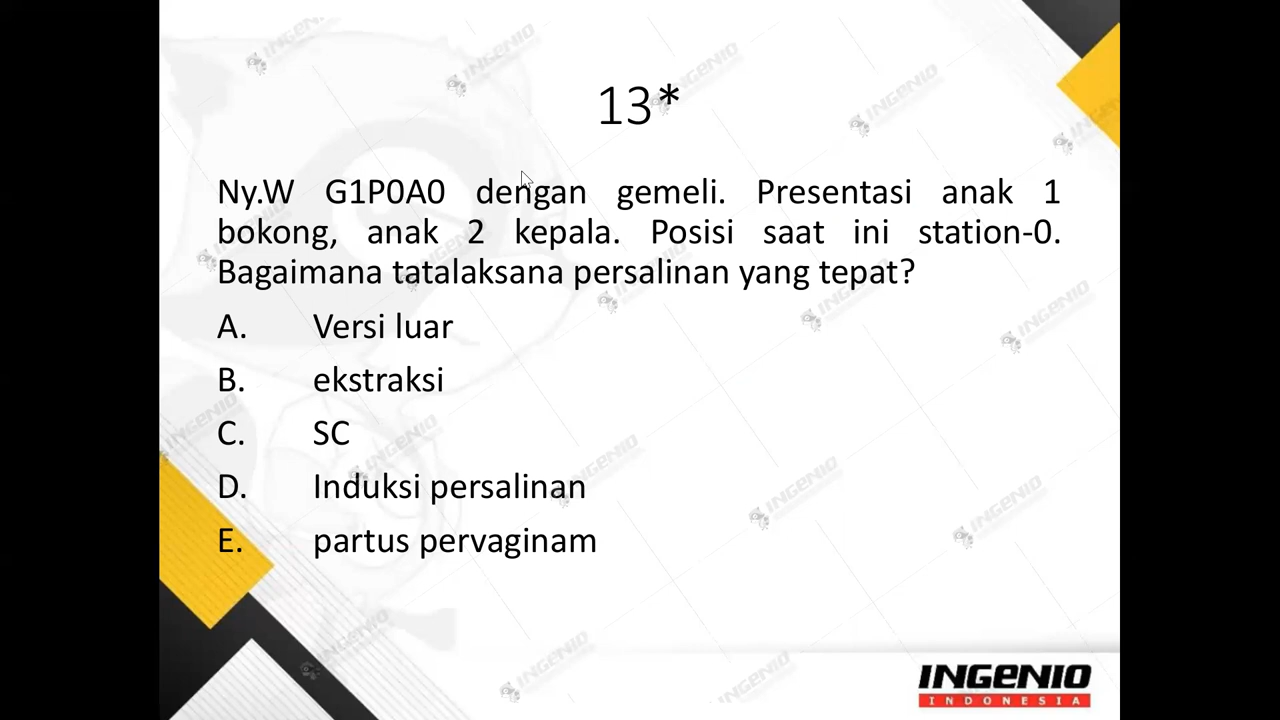 13*
Ny.W G1P0A0 dengan gemeli. Presentasi anak 1
bokong, anak 2 kepala. Posisi saat ini station-0.
Bagaimana tatalaksana persalinan yang tepat?
A. Versi luar
B. ekstraksi
C. SC
D. Induksi persalinan
E. partus pervaginam
INGENIO
INDONESIA